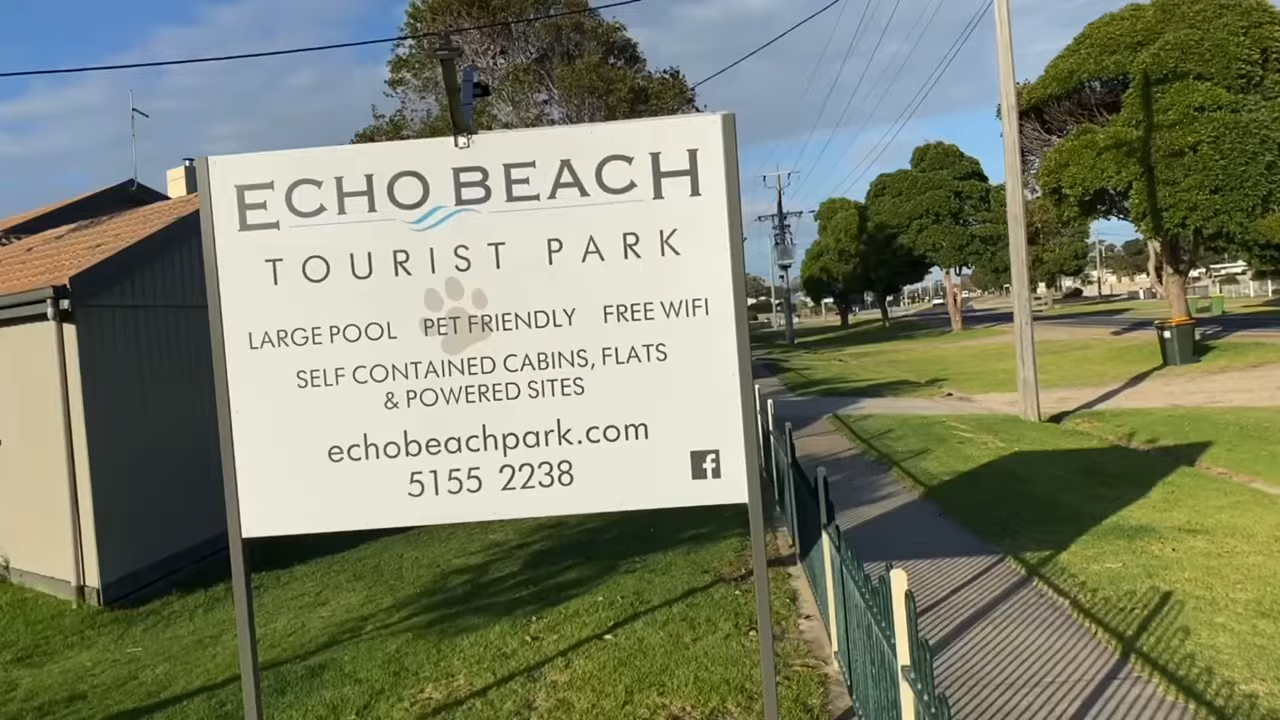 ECHO BEACH
TOURIST PARK
LARGE POOL PET FRIENDLY FREE WIFI
SELF CONTAINED CABINS, FLATS
& POWERED SITES
echobeachpark.com
5155 2238
f